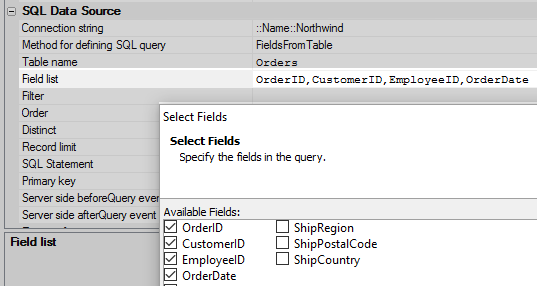 SQL Data Source
Connection string ::Name::Northwind
Method for defining SQL query FieldsFromTable
Table name Orders
Field list OrderID,CustomerID,EmployeeID,OrderDate
Filter
Order
Distinct
Record limit
SQL Statement
Primary key
Server side beforeQuery event
Server side afterQuery event
Field list
Select Fields
Select Fields
Specify the fields in the query.
Available Fields:
OrderID ShipRegion
CustomerID ShipPostalCode
EmployeeID ShipCountry
OrderDate